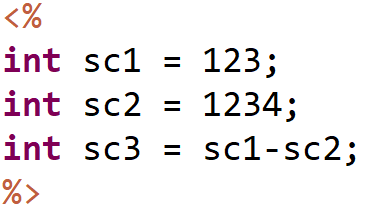 <%
int sc1 = 123;
int sc2 = 1234;
int sc3 = sc1-sc2;
%>